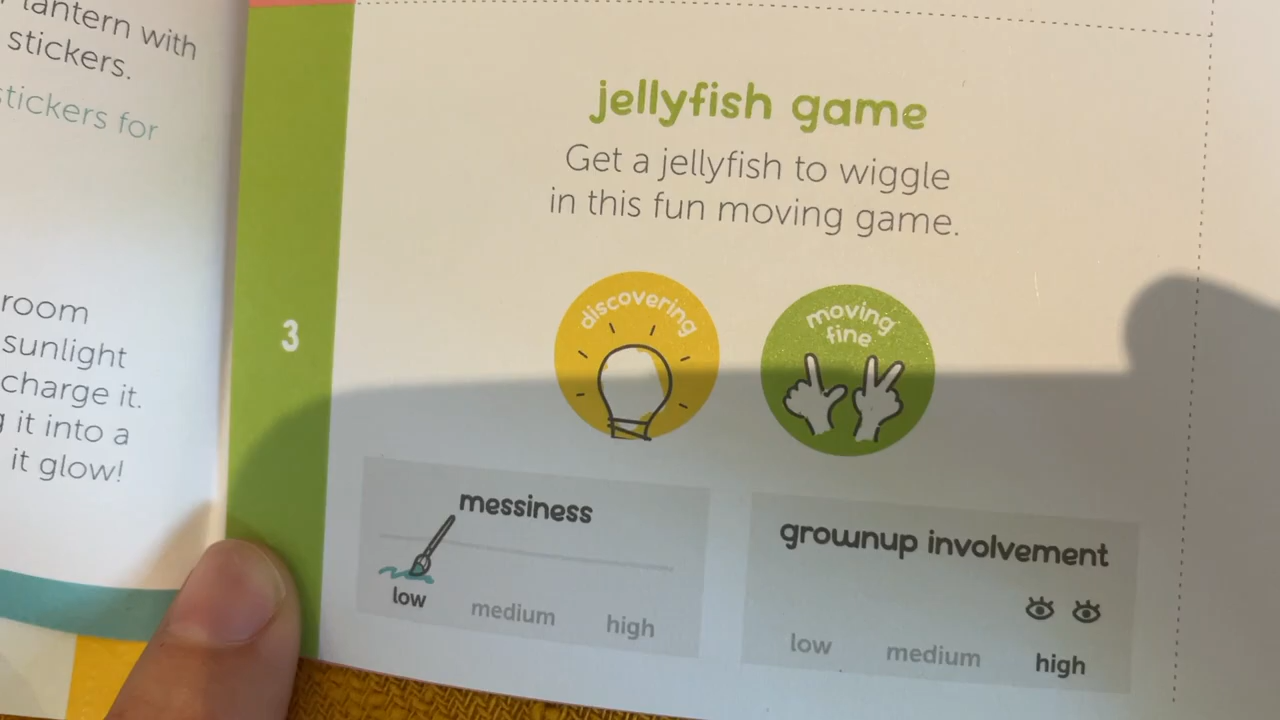 lantern with
stickers.
stickers for
room
sunlight
charge it.
it into a
it glow!
3
jellyfish game
Get a jellyfish to wiggle
in this fun moving game.
discovering
moving
fine
messiness
low medium high
grownup involvement
low medium high